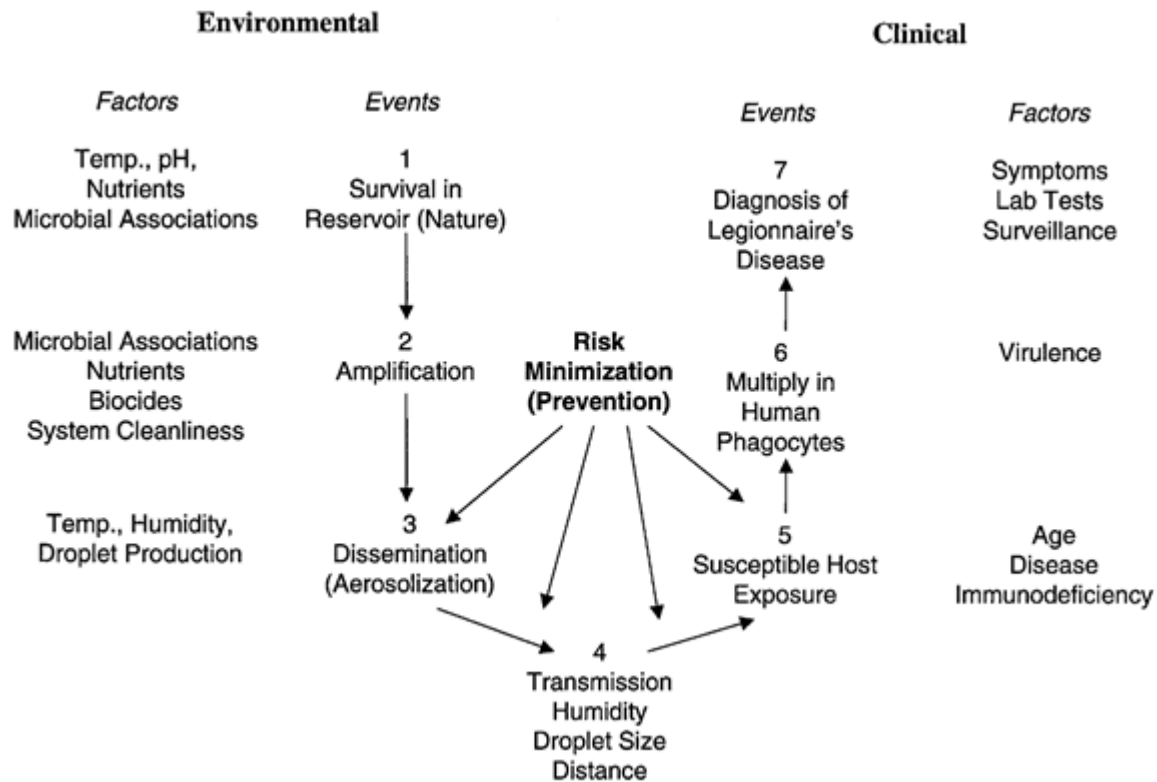 Environmental
Clinical
Factors
Events
Events
Factors
Temp., pH,
Nutrients
Microbial Associations
1
Survival in
Reservoir (Nature)
7
Diagnosis of
Legionnaire's
Disease
Symptoms
Lab Tests
Surveillance
Microbial Associations
Nutrients
Biocides
System Cleanliness
2
Amplification
Risk
Minimization
(Prevention)
6
Multiply in
Human
Phagocytes
Virulence
Temp., Humidity,
Droplet Production
3
Dissemination
(Aerosolization)
5
Susceptible Host
Exposure
Age
Disease
Immunodeficiency
4
Transmission
Humidity
Droplet Size
Distance